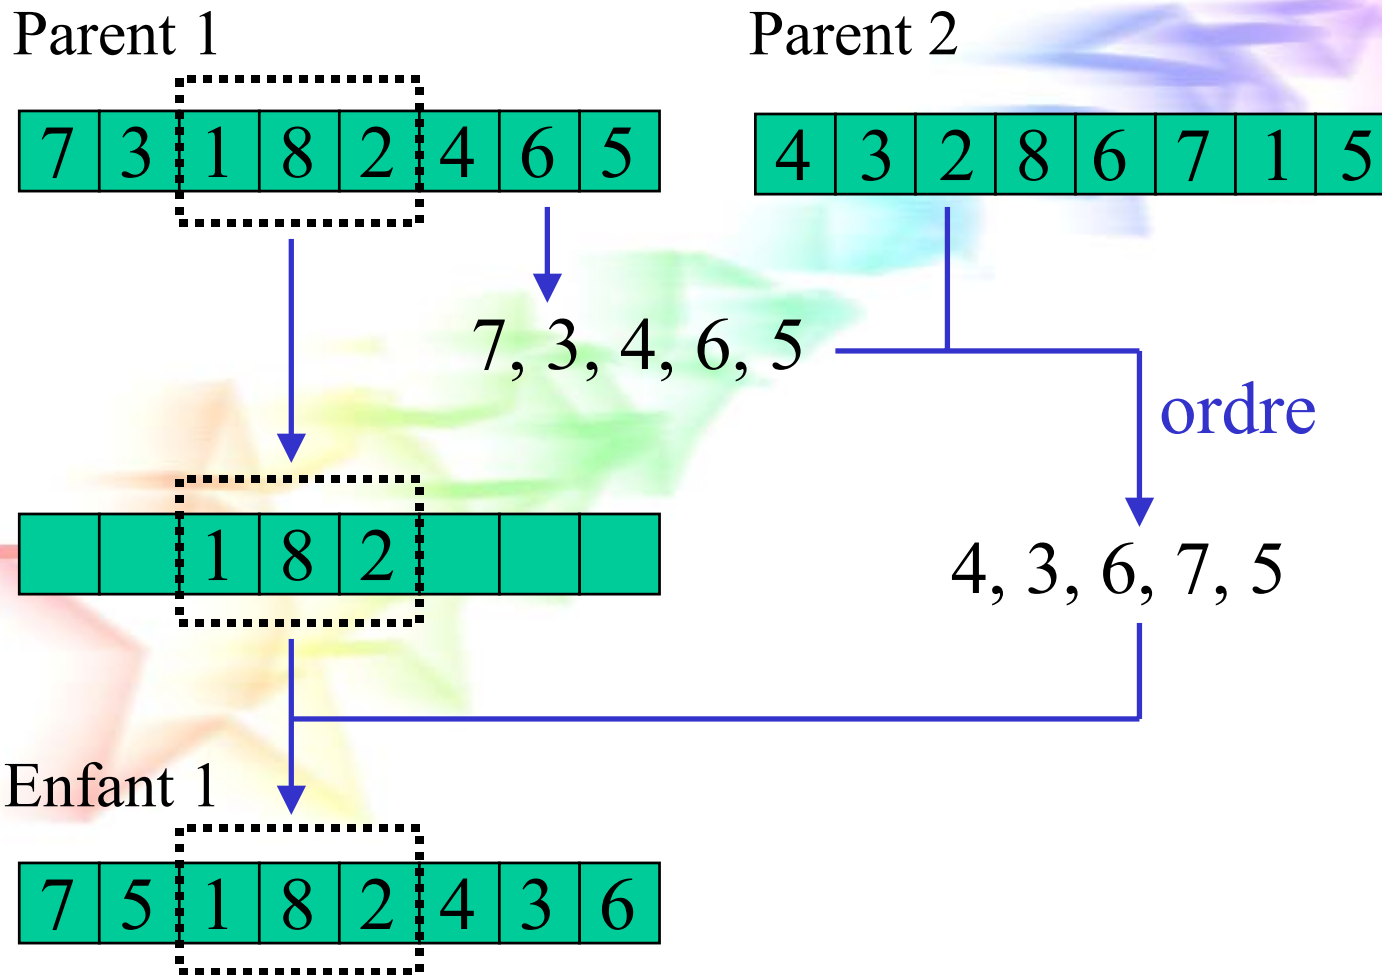 Parent 1
Parent 2
7 3 1 8 2 4 6 5
4 3 2 8 6 7 1 5
7, 3, 4, 6, 5
ordre
1 8 2
4, 3, 6, 7, 5
Enfant 1
7 5 1 8 2 4 3 6